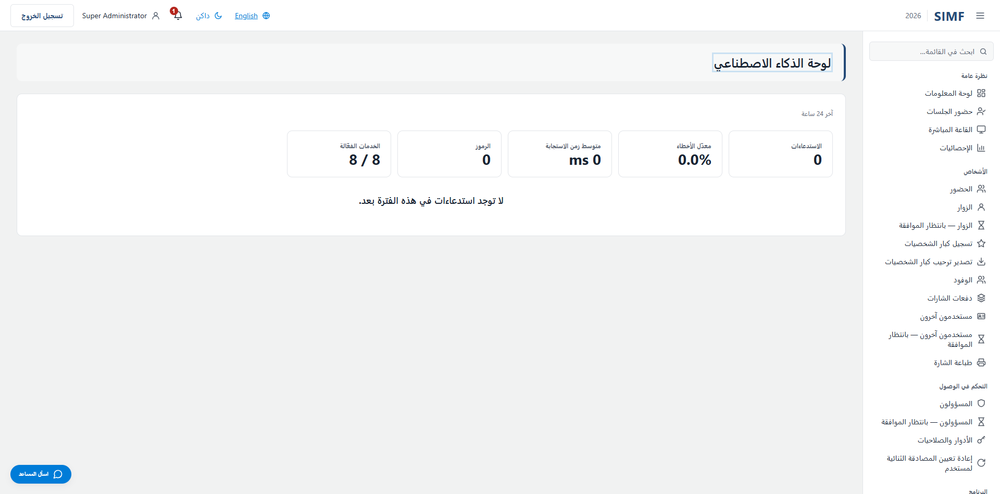 SIMF
2026
English
داكن
1
Super Administrator
تسجيل الخروج
ابحث في القائمة...
نظرة عامة
لوحة المعلومات
حضور الجلسات
القاعة المباشرة
الإحصائيات
الأشخاص
الحضور
الزوار
الزوار — بانتظار الموافقة
تسجيل كبار الشخصيات
تصدير ترحيب كبار الشخصيات
الوفود
دفعات الشارات
مستخدمون آخرون
مستخدمون آخرون — بانتظار
الموافقة
طباعة الشارة
التحكم في الوصول
المسؤولون
المسؤولون — بانتظار الموافقة
الأدوار والصلاحيات
إعادة تعيين المصادقة الثنائية
لمستخدم
البرنامج
لوحة الذكاء الاصطناعي
آخر 24 ساعة
الاستدعاءات
0
معدّل الأخطاء
0.0%
متوسط زمن الاستجابة
0 ms
الرموز
0
الخدمات الفعّالة
8 / 8
لا توجد استدعاءات في هذه الفترة بعد.
اسأل المساعد